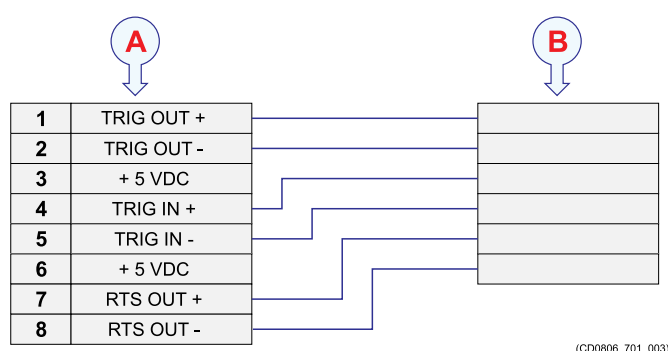 A B
1 TRIG OUT +
2 TRIG OUT -
3 + 5 VDC
4 TRIG IN +
5 TRIG IN -
6 + 5 VDC
7 RTS OUT +
8 RTS OUT -
(CD0806_701_003)